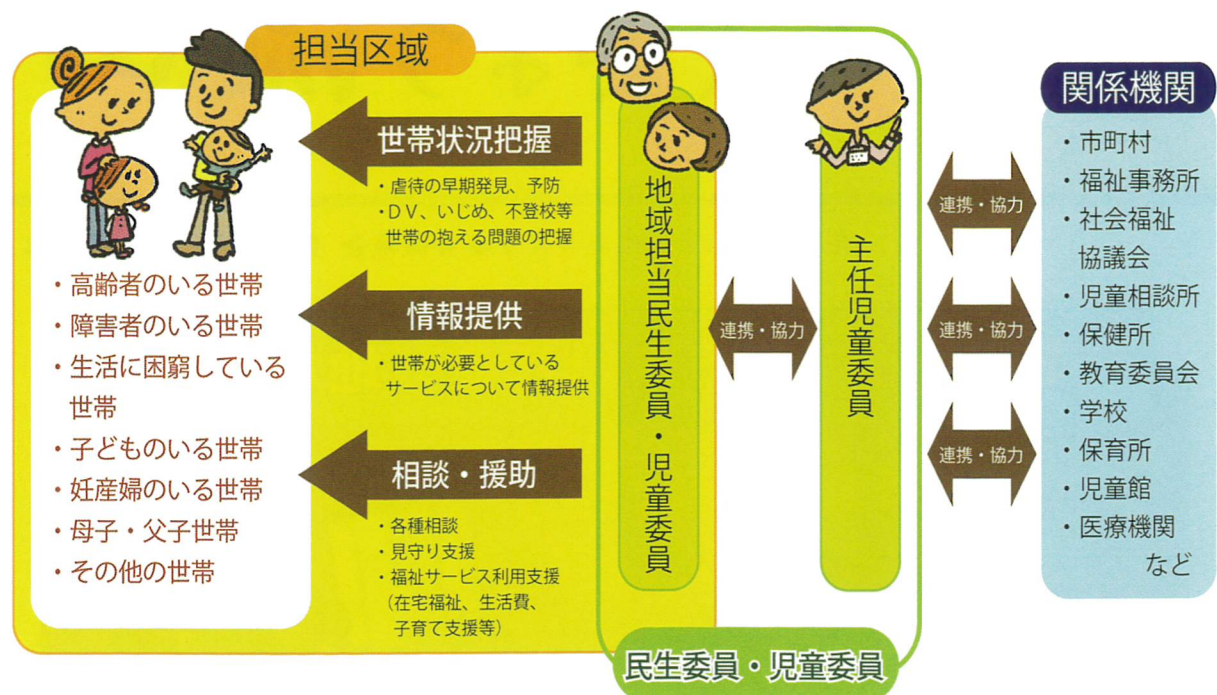 担当区域
・高齢者のいる世帯
・障害者のいる世帯
・生活に困窮している
世帯
・子どものいる世帯
・妊産婦のいる世帯
・母子・父子世帯
・その他の世帯
世帯状況把握
・虐待の早期発見、予防
・ＤＶ、いじめ、不登校等
世帯の抱える問題の把握
情報提供
・世帯が必要としている
サービスについて情報提供
相談・援助
・各種相談
・見守り支援
・福祉サービス利用支援
（在宅福祉、生活費、
子育て支援等）
地域担当民生委員・児童委員
連携・協力
主任児童委員
民生委員・児童委員
連携・協力
連携・協力
連携・協力
関係機関
・市町村
・福祉事務所
・社会福祉
協議会
・児童相談所
・保健所
・教育委員会
・学校
・保育所
・児童館
・医療機関
など